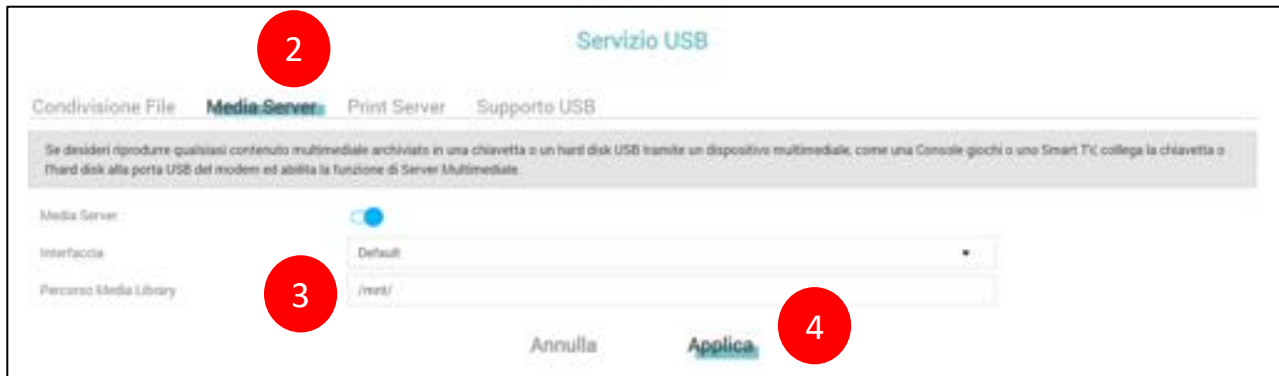 2
Servizio USB
Condivisione File Media Server Print Server Supporto USB
Se desideri riprodurre qualsiasi contenuto multimediale archiviato in una chiavetta o un hard disk USB tramite un dispositivo multimediale, come una Console giochi o uno Smart TV, collega la chiavetta o
l'hard disk alla porta USB del modem ed abilita la funzione di Server Multimediale.
Media Server
Interfaccia Default
Percorso Media Library 3 /mnt/
Annulla Applica 4